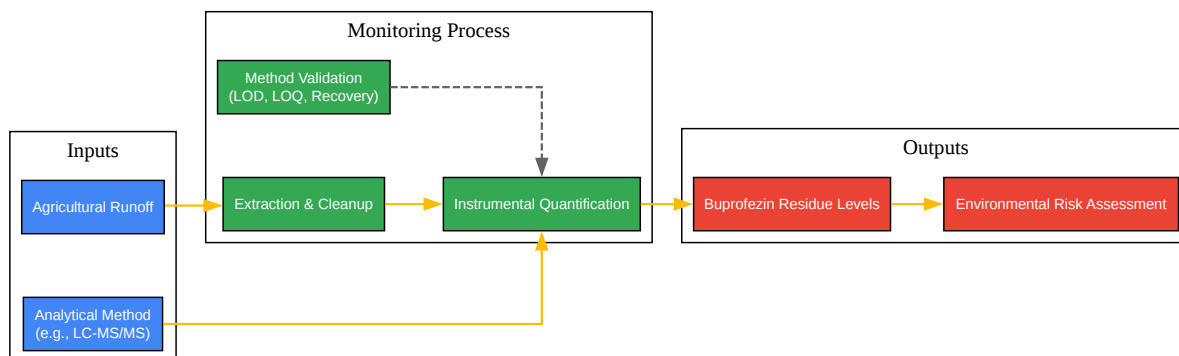 Monitoring Process
Method Validation
(LOD, LOQ, Recovery)
Inputs
Outputs
Agricultural Runoff
Extraction & Cleanup
Instrumental Quantification
Buprofezin Residue Levels
Environmental Risk Assessment
Analytical Method
(e.g., LC-MS/MS)